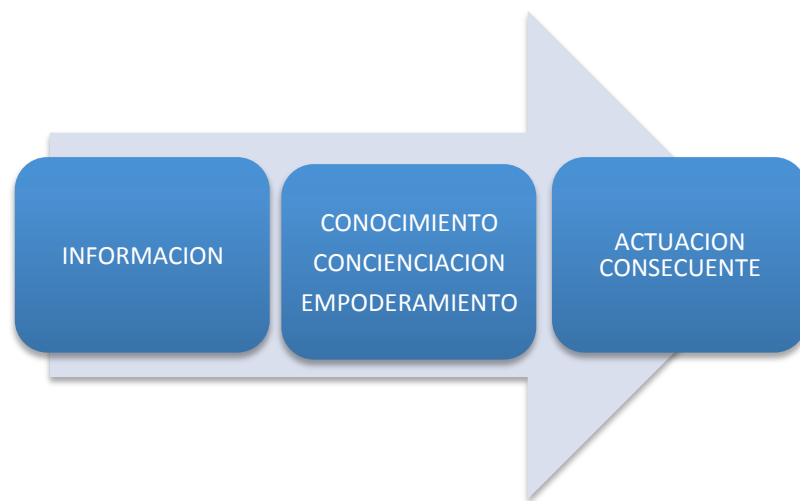 INFORMACION
CONOCIMIENTO
CONCIENCIACION
EMPODERAMIENTO
ACTUACION
CONSECUENTE